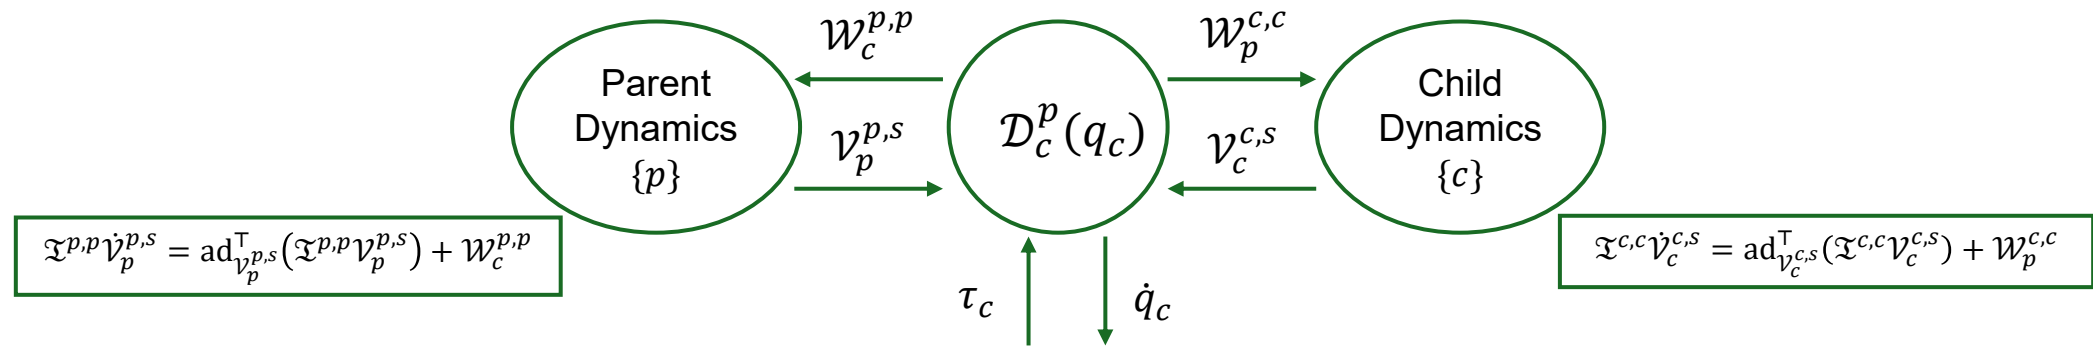 𝒲_c^{p,p}
𝒲_p^{c,c}
Parent
Dynamics
{p}
𝒱_p^{p,s}
𝒟_c^p(q_c)
𝒱_c^{c,s}
Child
Dynamics
{c}
𝕴^{p,p}𝒱̇_p^{p,s} = ad^⊤_{𝒱_p^{p,s}}(𝕴^{p,p}𝒱_p^{p,s}) + 𝒲_c^{p,p}
τ_c
q̇_c
𝕴^{c,c}𝒱̇_c^{c,s} = ad^⊤_{𝒱_c^{c,s}}(𝕴^{c,c}𝒱_c^{c,s}) + 𝒲_p^{c,c}